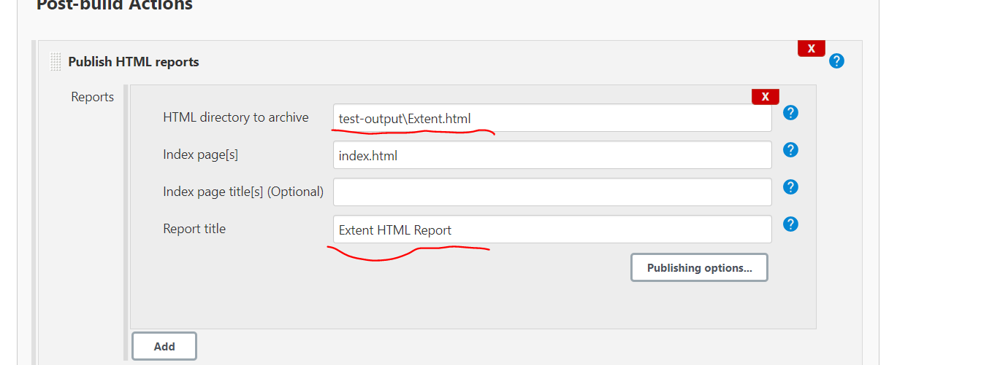 Post-build Actions
X
Publish HTML reports
?
Reports
X
HTML directory to archive
test-output\Extent.html
?
Index page[s]
index.html
?
Index page title[s] (Optional)
?
Report title
Extent HTML Report
?
Publishing options...
Add